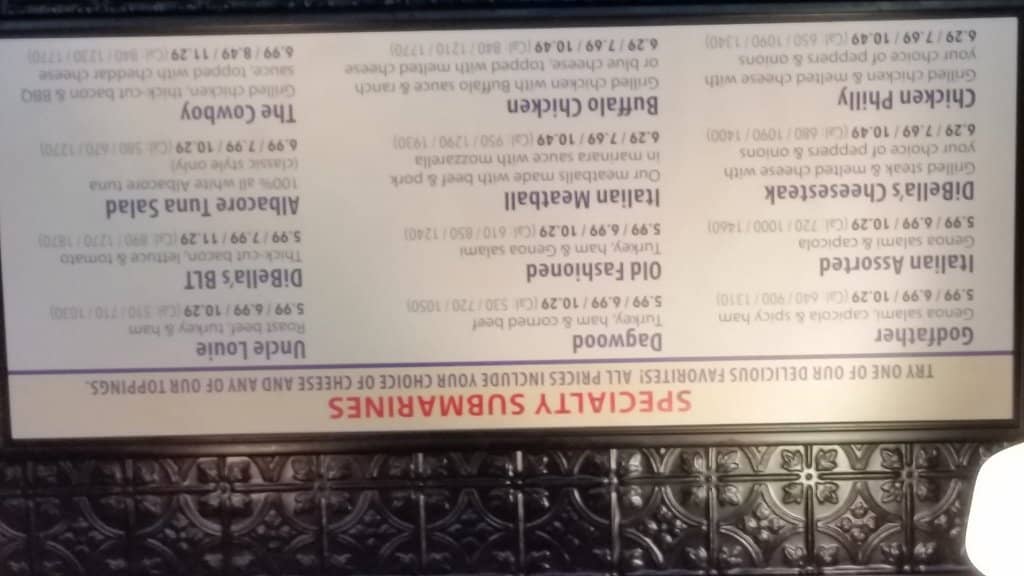 SPECIALTY SUBMARINES
TRY ONE OF OUR DELICIOUS FAVORITES! ALL PRICES INCLUDE YOUR CHOICE OF CHEESE AND ANY OF OUR TOPPINGS.
Godfather
Genoa salami, capicola & spicy ham
5.99 / 6.99 / 10.29 (Cal: 640 / 900 / 1310)
Italian Assorted
Genoa salami & capicola
5.99 / 6.99 / 10.29 (Cal: 720 / 1000 / 1460)
DiBella's Cheesesteak
Grilled steak & melted cheese with
your choice of peppers & onions
6.29 / 7.69 / 10.49 (Cal: 680 / 1090 / 1400)
Chicken Philly
Grilled chicken & melted cheese with
your choice of peppers & onions
6.29 / 7.69 / 10.49 (Cal: 650 / 1090 / 1340)
Dagwood
Turkey, ham & corned beef
5.99 / 6.99 / 10.29 (Cal: 530 / 720 / 1050)
Old Fashioned
Turkey, ham & Genoa salami
5.99 / 6.99 / 10.29 (Cal: 610 / 850 / 1240)
Italian Meatball
Our meatballs made with beef & pork
in marinara sauce with mozzarella
6.29 / 7.69 / 10.49 (Cal: 950 / 1290 / 1930)
Buffalo Chicken
Grilled chicken with Buffalo sauce & ranch
or blue cheese, topped with melted cheese
6.29 / 7.69 / 10.49 (Cal: 840 / 1210 / 1770)
Uncle Louie
Roast beef, turkey & ham
5.99 / 6.99 / 10.29 (Cal: 510 / 710 / 1030)
DiBella's BLT
Thick-cut bacon, lettuce & tomato
5.99 / 7.99 / 11.29 (Cal: 890 / 1270 / 1870)
Albacore Tuna Salad
100% all white Albacore tuna
(classic style only)
6.99 / 7.99 / 10.29 (Cal: 580 / 670 / 1270)
The Cowboy
Grilled chicken, thick-cut bacon & BBQ
sauce, topped with cheddar cheese
6.99 / 8.49 / 11.29 (Cal: 840 / 1230 / 1770)